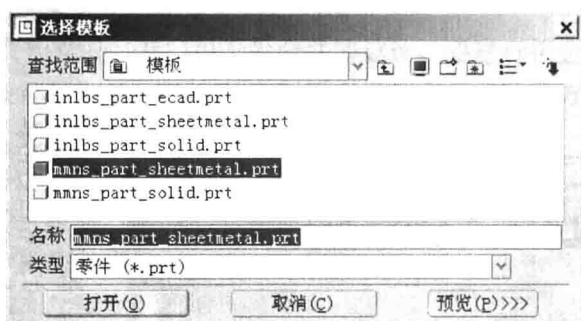 选择模板
查找范围 模板
inlbs_part_ecad.prt
inlbs_part_sheetmetal.prt
inlbs_part_solid.prt
mmns_part_sheetmetal.prt
mmns_part_solid.prt
名称 mmns_part_sheetmetal.prt
类型 零件 (*.prt)
打开(O) 取消(C) 预览(P)>>>